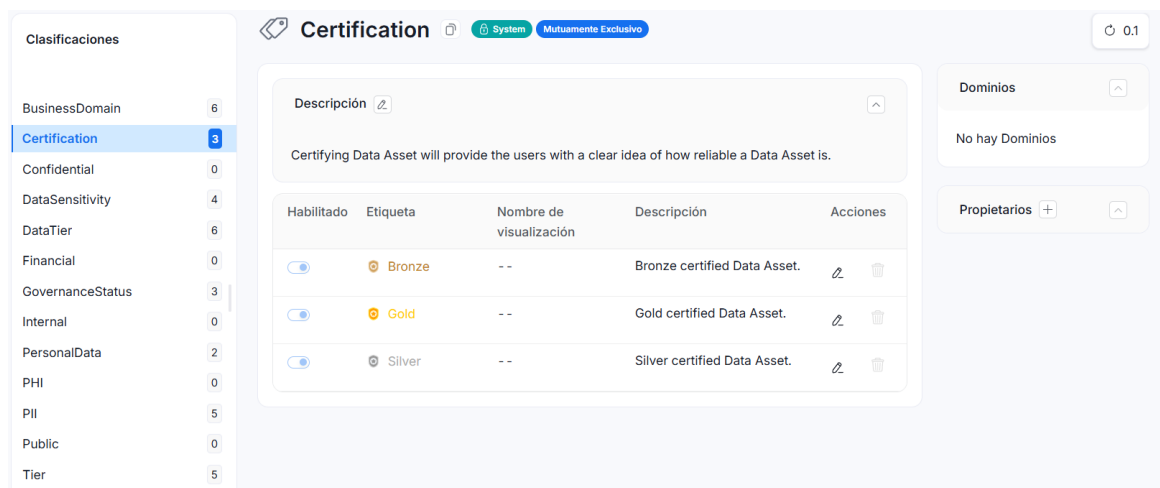 Clasificaciones
BusinessDomain 6
Certification 3
Confidential 0
DataSensitivity 4
DataTier 6
Financial 0
GovernanceStatus 3
Internal 0
PersonalData 2
PHI 0
PII 5
Public 0
Tier 5
Certification System Mutuamente Exclusivo
0.1
Descripción
Certifying Data Asset will provide the users with a clear idea of how reliable a Data Asset is.
Habilitado Etiqueta Nombre de visualización Descripción Acciones
Bronze -- Bronze certified Data Asset.
Gold -- Gold certified Data Asset.
Silver -- Silver certified Data Asset.
Dominios
No hay Dominios
Propietarios